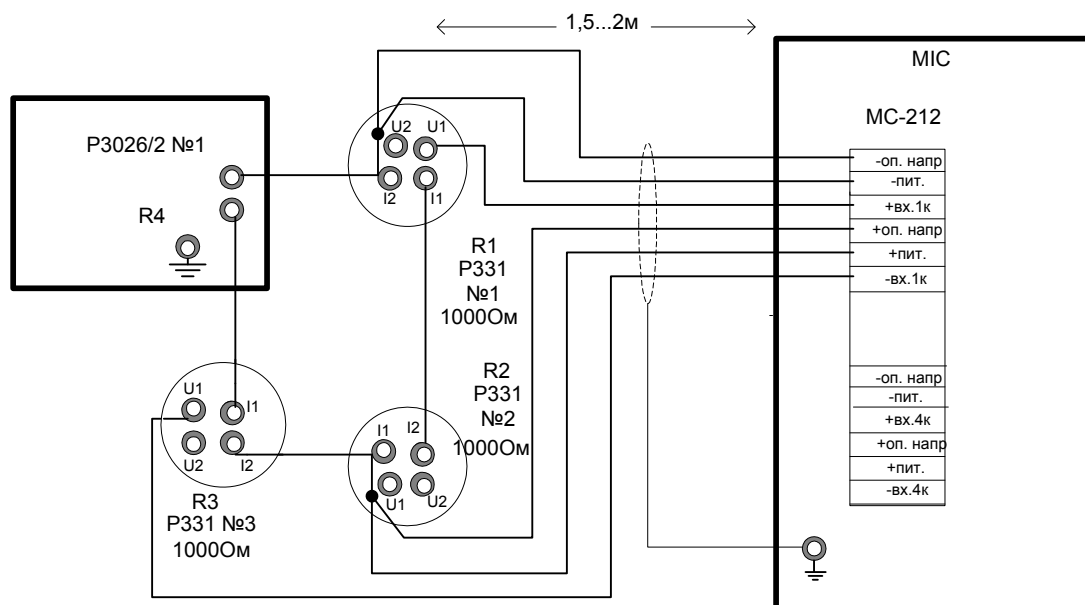 1,5...2м
MIC
МС-212
Р3026/2 №1
R4
U2
U1
I2
I1
-оп. напр
-пит.
+вх.1к
+оп. напр
+пит.
-вх.1к
R1
Р331
№1
1000Ом
R2
Р331
№2
1000Ом
U1
I1
U2
I2
R3
Р331 №3
1000Ом
I1
I2
U1
U2
-оп. напр
-пит.
+вх.4к
+оп. напр
+пит.
-вх.4к